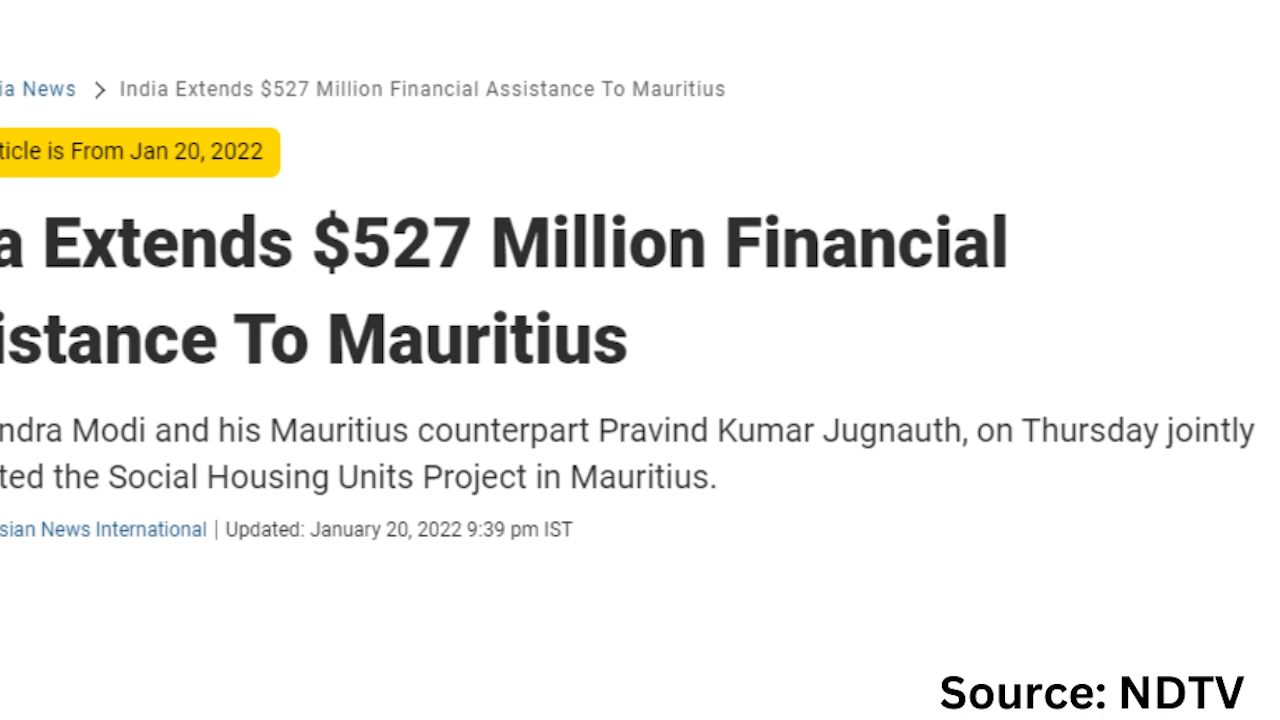 ia News > India Extends $527 Million Financial Assistance To Mauritius
ticle is From Jan 20, 2022
a Extends $527 Million Financial
istance To Mauritius
ndra Modi and his Mauritius counterpart Pravind Kumar Jugnauth, on Thursday jointly
ted the Social Housing Units Project in Mauritius.
sian News International | Updated: January 20, 2022 9:39 pm IST
Source: NDTV